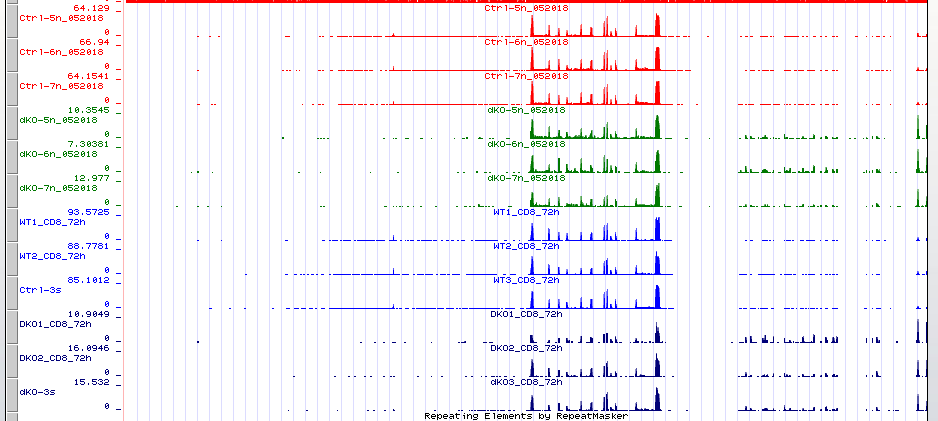 64.129
Ctrl-5n_052018
Ctrl-5n_052018
0
66.94
Ctrl-6n_052018
Ctrl-6n_052018
0
64.1541
Ctrl-7n_052018
Ctrl-7n_052018
0
10.3545
dKO-5n_052018
dKO-5n_052018
0
7.30381
dKO-6n_052018
dKO-6n_052018
0
12.977
dKO-7n_052018
dKO-7n_052018
0
93.5725
WT1_CD8_72h
WT1_CD8_72h
0
88.7781
WT2_CD8_72h
WT2_CD8_72h
0
85.1012
WT3_CD8_72h
Ctrl-3s
0
10.9049
DKO1_CD8_72h
DKO1_CD8_72h
0
16.0946
DKO2_CD8_72h
DKO2_CD8_72h
0
15.532
dKO3_CD8_72h
dKO-3s
0
Repeating Elements by RepeatMasker